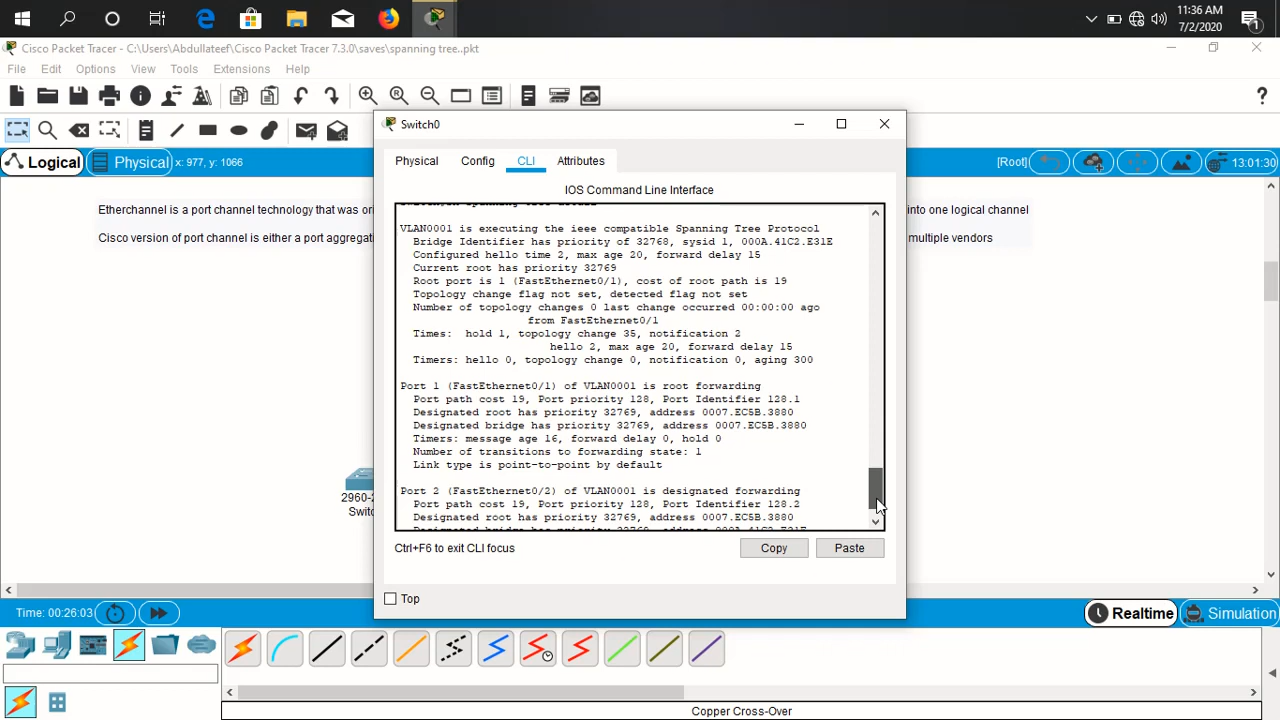 11:36 AM
7/2/2020
1
Cisco Packet Tracer - C:\Users\Abdullateef\Cisco Packet Tracer 7.3.0\saves\spanning tree..pkt
File Edit Options View Tools Extensions Help
?
Switch0
Logical Physical x: 977, y: 1066
[Root] 13:01:30
Physical Config CLI Attributes
IOS Command Line Interface
Etherchannel is a port channel technology that was ori
into one logical channel
Cisco version of port channel is either a port aggregati
multiple vendors
VLAN0001 is executing the ieee compatible Spanning Tree Protocol
Bridge Identifier has priority of 32768, sysid 1, 000A.41C2.E31E
Configured hello time 2, max age 20, forward delay 15
Current root has priority 32769
Root port is 1 (FastEthernet0/1), cost of root path is 19
Topology change flag not set, detected flag not set
Number of topology changes 0 last change occurred 00:00:00 ago
from FastEthernet0/1
Times: hold 1, topology change 35, notification 2
hello 2, max age 20, forward delay 15
Timers: hello 0, topology change 0, notification 0, aging 300
Port 1 (FastEthernet0/1) of VLAN0001 is root forwarding
Port path cost 19, Port priority 128, Port Identifier 128.1
Designated root has priority 32769, address 0007.EC5B.3880
Designated bridge has priority 32769, address 0007.EC5B.3880
Timers: message age 16, forward delay 0, hold 0
Number of transitions to forwarding state: 1
Link type is point-to-point by default
Port 2 (FastEthernet0/2) of VLAN0001 is designated forwarding
Port path cost 19, Port priority 128, Port Identifier 128.2
Designated root has priority 32769, address 0007.EC5B.3880
2960-2
Switc
Ctrl+F6 to exit CLI focus
Copy Paste
Top
Time: 00:26:03
Realtime Simulation
Copper Cross-Over